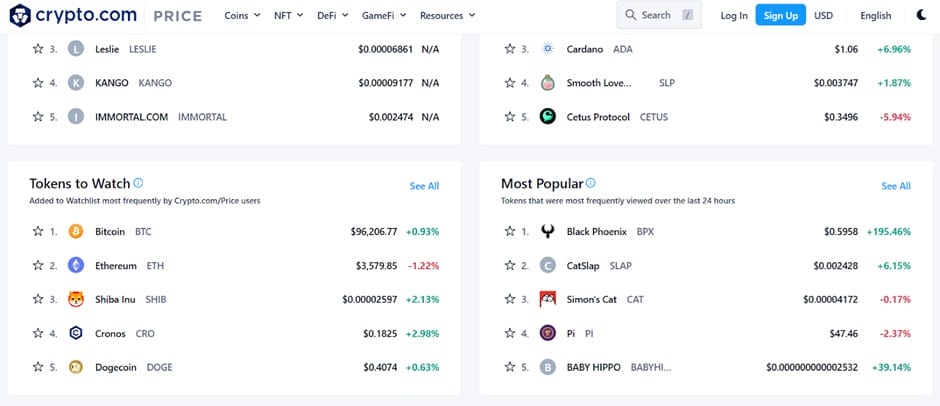 crypto.com PRICE Coins NFT DeFi GameFi Resources Search / Log In Sign Up USD English
3. L Leslie LESLIE $0.00006861 N/A
4. K KANGO KANGO $0.00009177 N/A
5. I IMMORTAL.COM IMMORTAL $0.002474 N/A
3. Cardano ADA $1.06 +6.96%
4. Smooth Love... SLP $0.003747 +1.87%
5. Cetus Protocol CETUS $0.3496 -5.94%
Tokens to Watch See All
Added to Watchlist most frequently by Crypto.com/Price users
1. Bitcoin BTC $96,206.77 +0.93%
2. Ethereum ETH $3,579.85 -1.22%
3. Shiba Inu SHIB $0.00002597 +2.13%
4. Cronos CRO $0.1825 +2.98%
5. Dogecoin DOGE $0.4074 +0.63%
Most Popular See All
Tokens that were most frequently viewed over the last 24 hours
1. Black Phoenix BPX $0.5958 +195.46%
2. C CatSlap SLAP $0.002428 +6.15%
3. Simon's Cat CAT $0.00004172 -0.17%
4. Pi PI $47.46 -2.37%
5. B BABY HIPPO BABYHI... $0.000000000002532 +39.14%